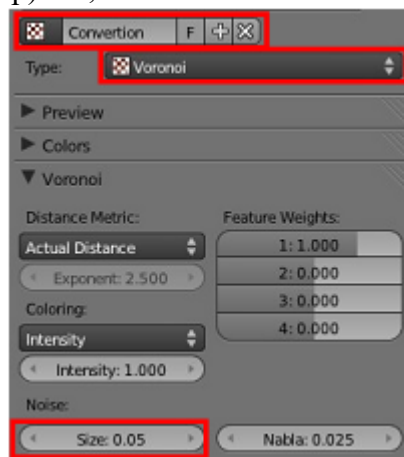 Convertion F
Type: Voronoi
Preview
Colors
Voronoi
Distance Metric: Feature Weights:
Actual Distance 1: 1.000
Exponent: 2.500 2: 0.000
Coloring: 3: 0.000
Intensity 4: 0.000
Intensity: 1.000
Noise:
Size: 0.05 Nabla: 0.025